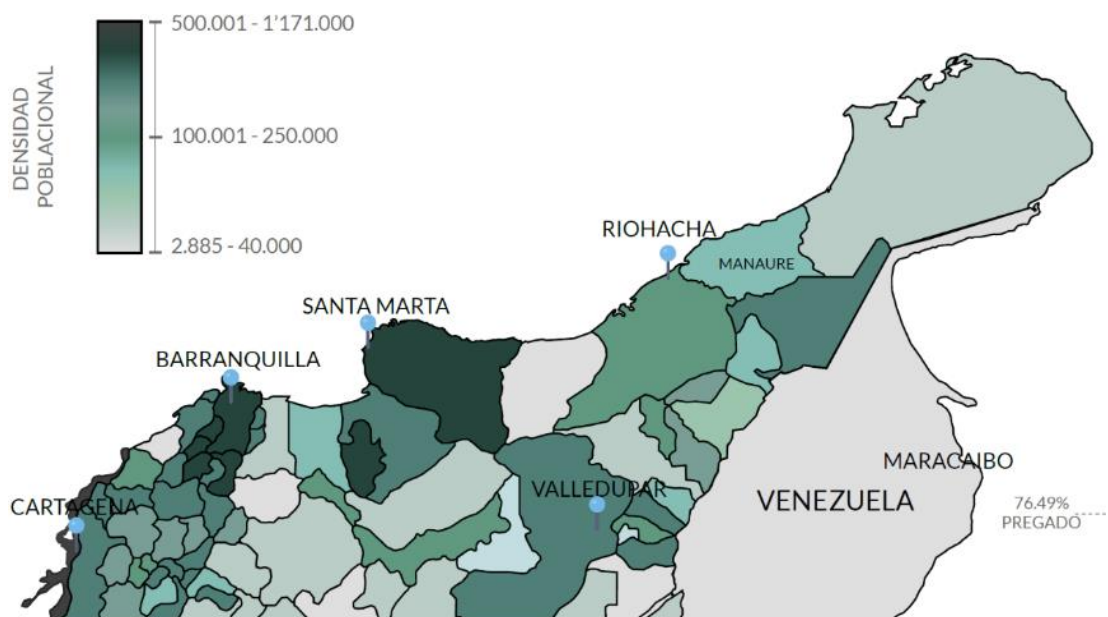 500.001 - 1'171.000
DENSIDAD
POBLACIONAL
100.001 - 250.000
2.885 - 40.000
RIOHACHA
MANAURE
SANTA MARTA
BARRANQUILLA
MARACAIBO
VALLEDUPAR
VENEZUELA
CARTAGENA
76.49%
PREGADO